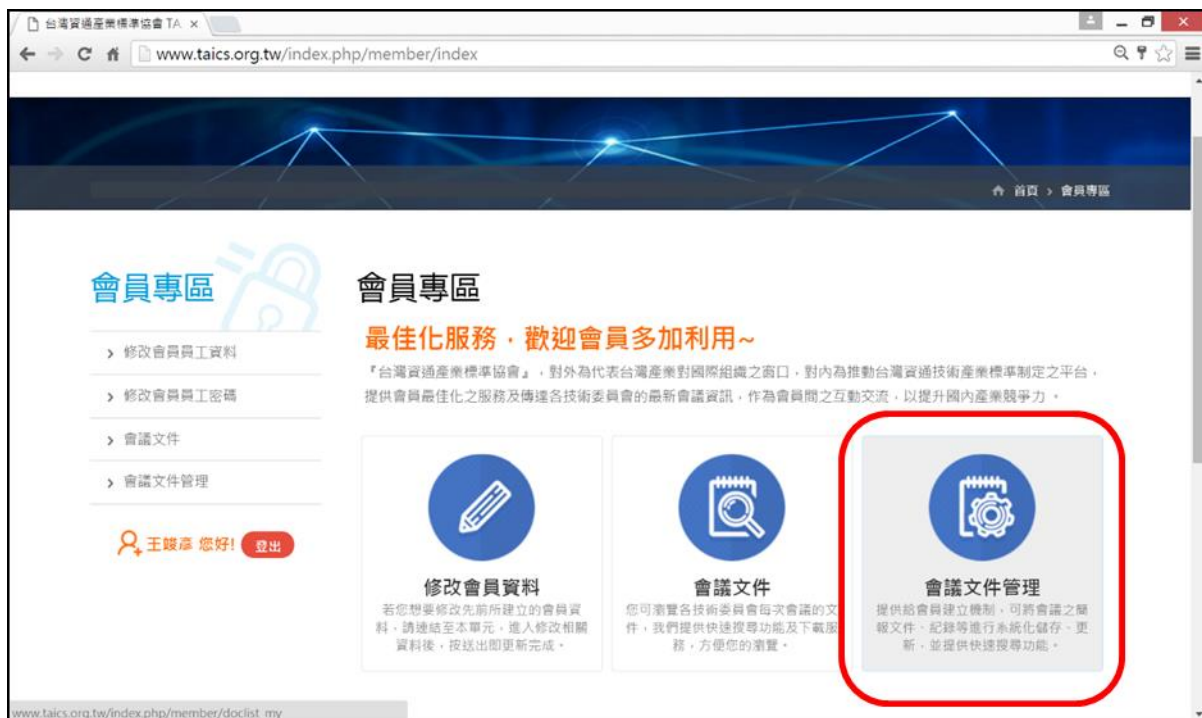 台灣資通產業標準協會 TA
www.taics.org.tw/index.php/member/index
首頁 > 會員專區
會員專區
修改會員員工資料
修改會員員工密碼
會議文件
會議文件管理
王竣彥 您好! 登出
會員專區
最佳化服務，歡迎會員多加利用~
『台灣資通產業標準協會』，對外為代表台灣產業對國際組織之窗口，對內為推動台灣資通技術產業標準制定之平台，
提供會員最佳化之服務及傳達各技術委員會的最新會議資訊，作為會員間之互動交流，以提升國內產業競爭力。
修改會員資料
若您想要修改先前所建立的會員資
料，請連結至本單元，進入修改相關
資料後，按送出即更新完成。
會議文件
您可瀏覽各技術委員會每次會議的文
件，我們提供快速搜尋功能及下載服
務，方便您的瀏覽。
會議文件管理
提供給會員建立機制，可將會議之簡
報文件、紀錄等進行系統化儲存、更
新，並提供快速搜尋功能。
www.taics.org.tw/index.php/member/doclist_my